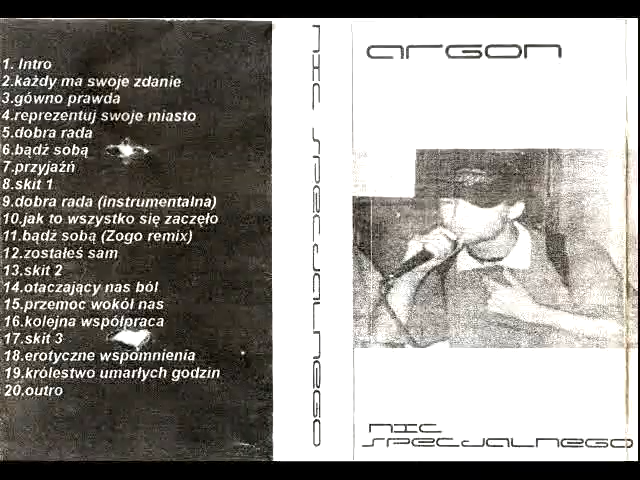 1. Intro
2.każdy ma swoje zdanie
3.gówno prawda
4.reprezentuj swoje miasto
5.dobra rada
6.bądź sobą
7.przyjaźń
8.skit 1
9.dobra rada (instrumentalna)
10.jak to wszystko się zaczęło
11.bądź sobą (Zogo remix)
12.zostałeś sam
13.skit 2
14.otaczający nas ból
15.przemoc wokół nas
16.kolejna współpraca
17.skit 3
18.erotyczne wspomnienia
19.królestwo umarłych godzin
20.outro
nic specjalnego
argon
nic
specjalnego